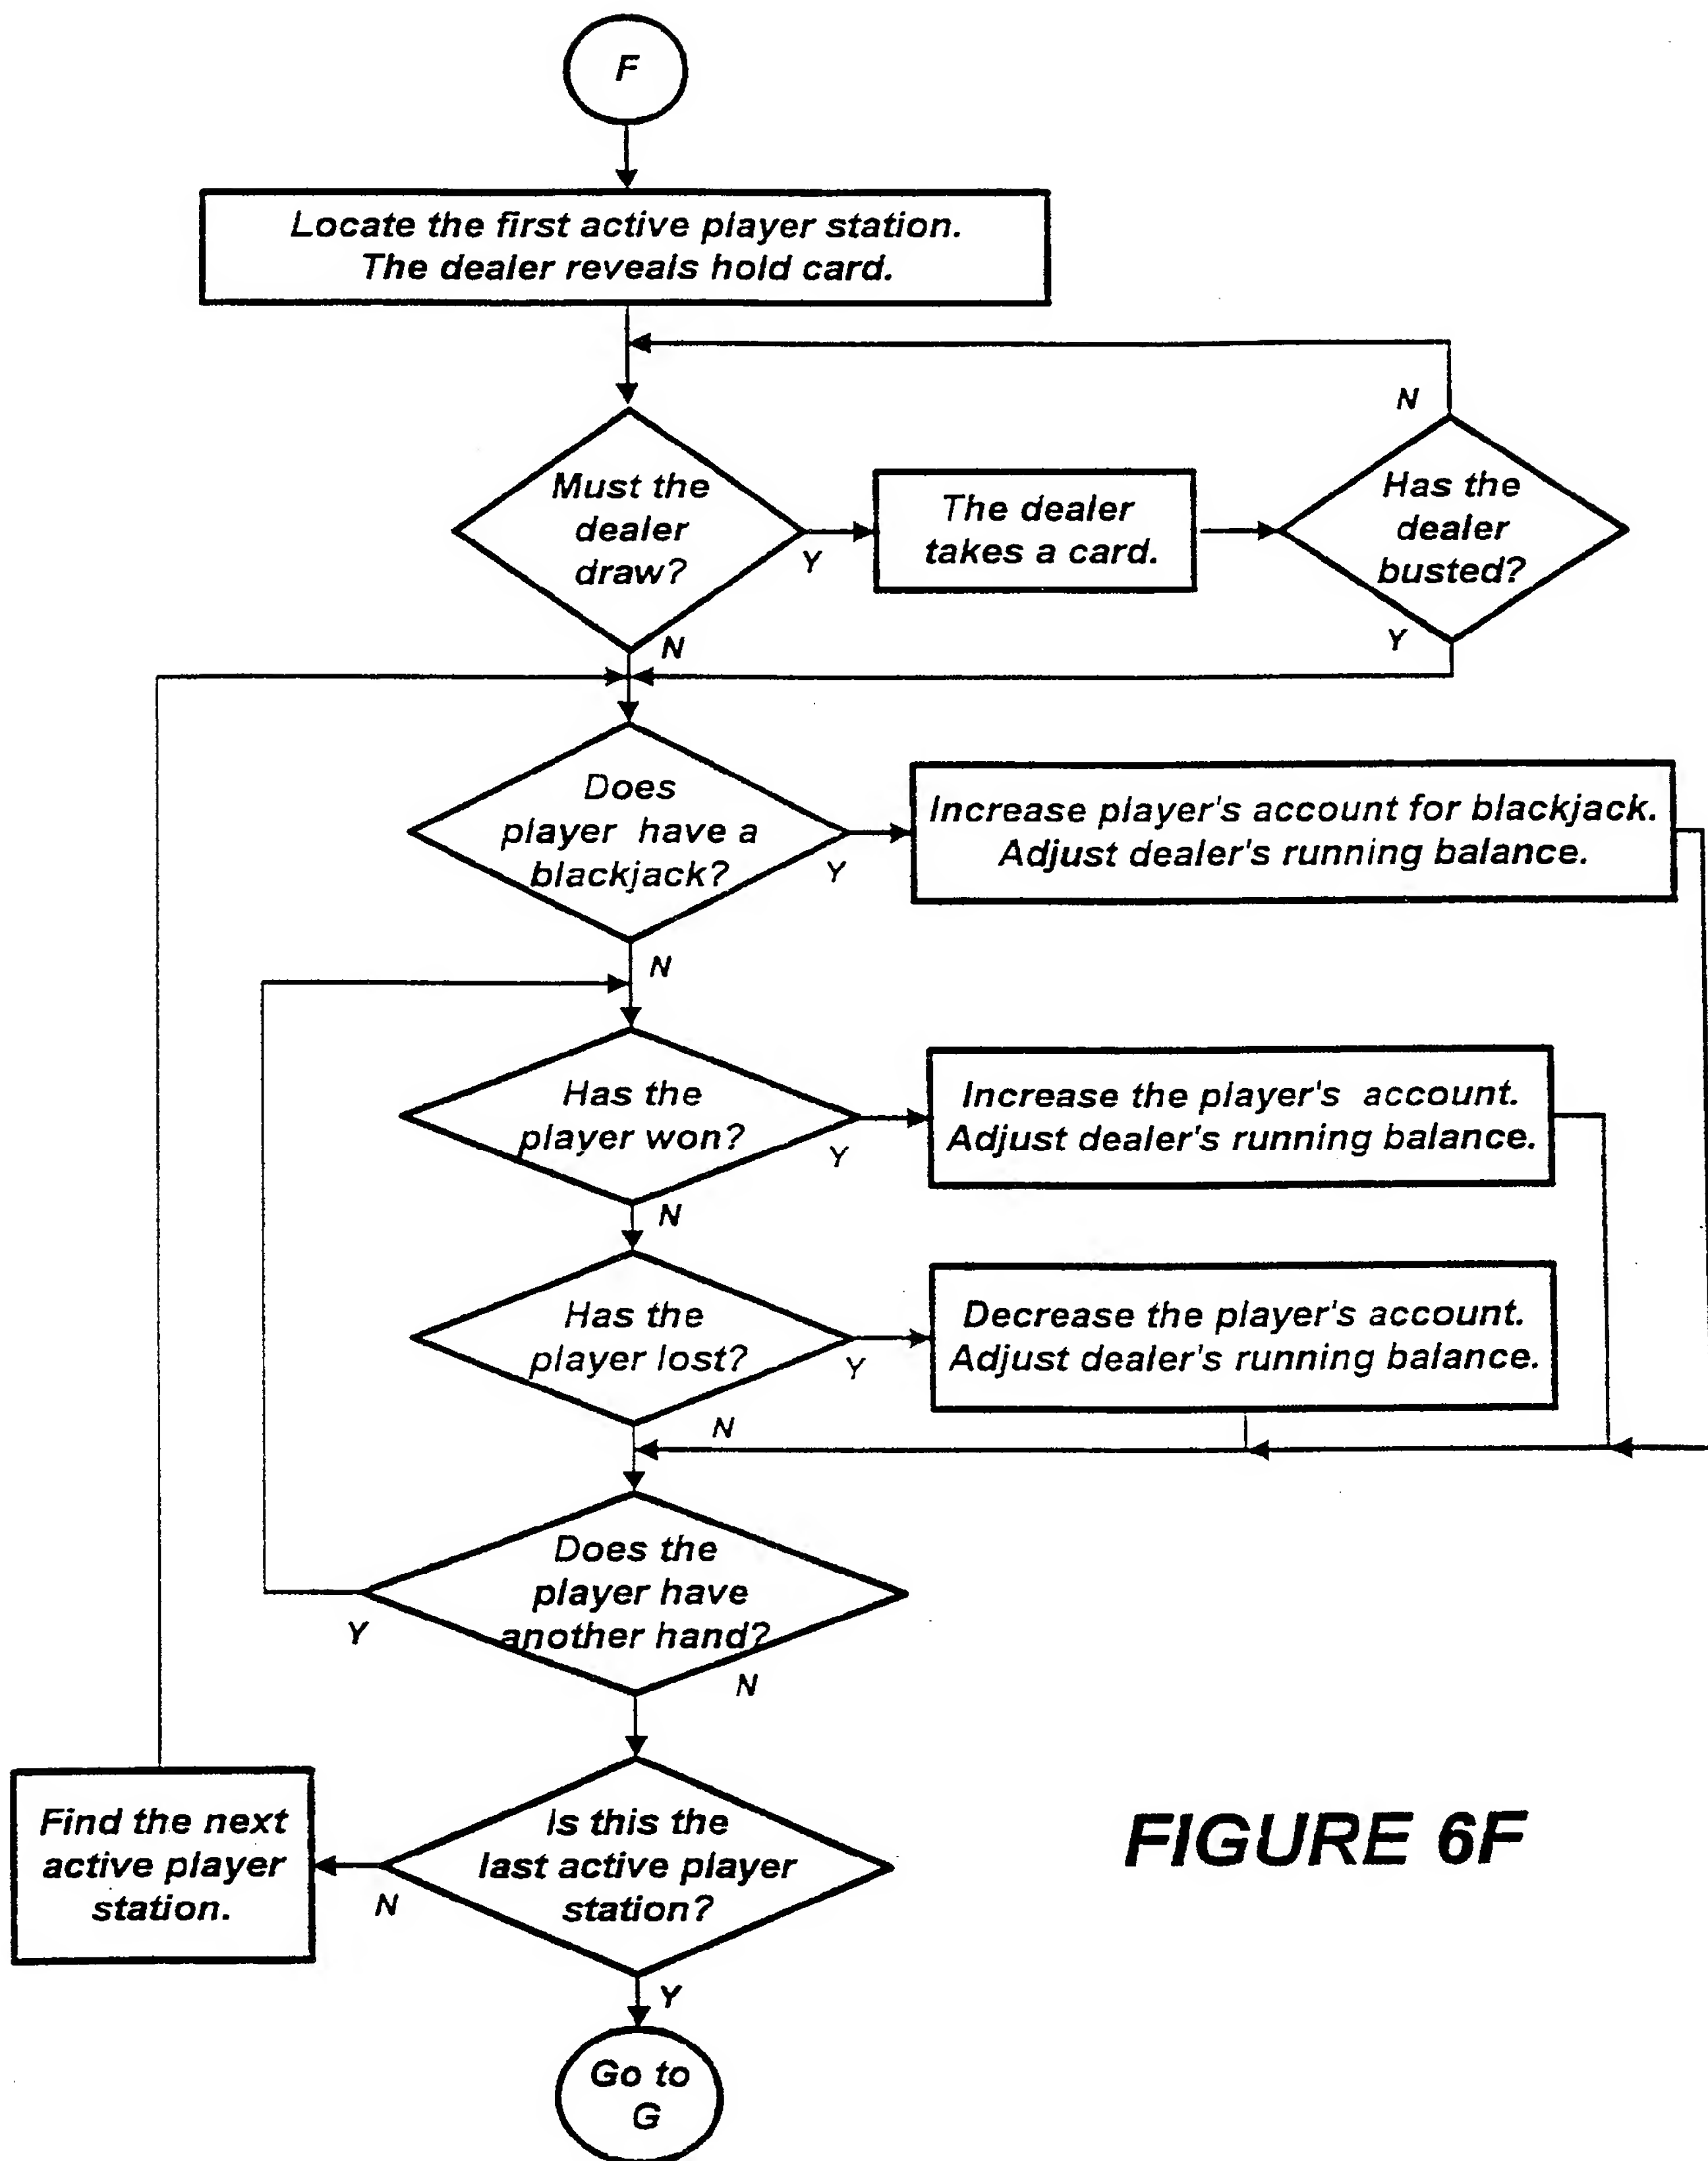 F
Locate the first active player station.
The dealer reveals hold card.
N
Must the
dealer
draw?
Y
The dealer
takes a card.
Has the
dealer
busted?
N
Y
Does
player have a
blackjack?
Y
Increase player's account for blackjack.
Adjust dealer's running balance.
N
Has the
player won?
Y
Increase the player's account.
Adjust dealer's running balance.
N
Has the
player lost?
Y
Decrease the player's account.
Adjust dealer's running balance.
N
Does the
player have
another hand?
Y
N
Find the next
active player
station.
N
Is this the
last active player
station?
FIGURE 6F
Y
Go to
G